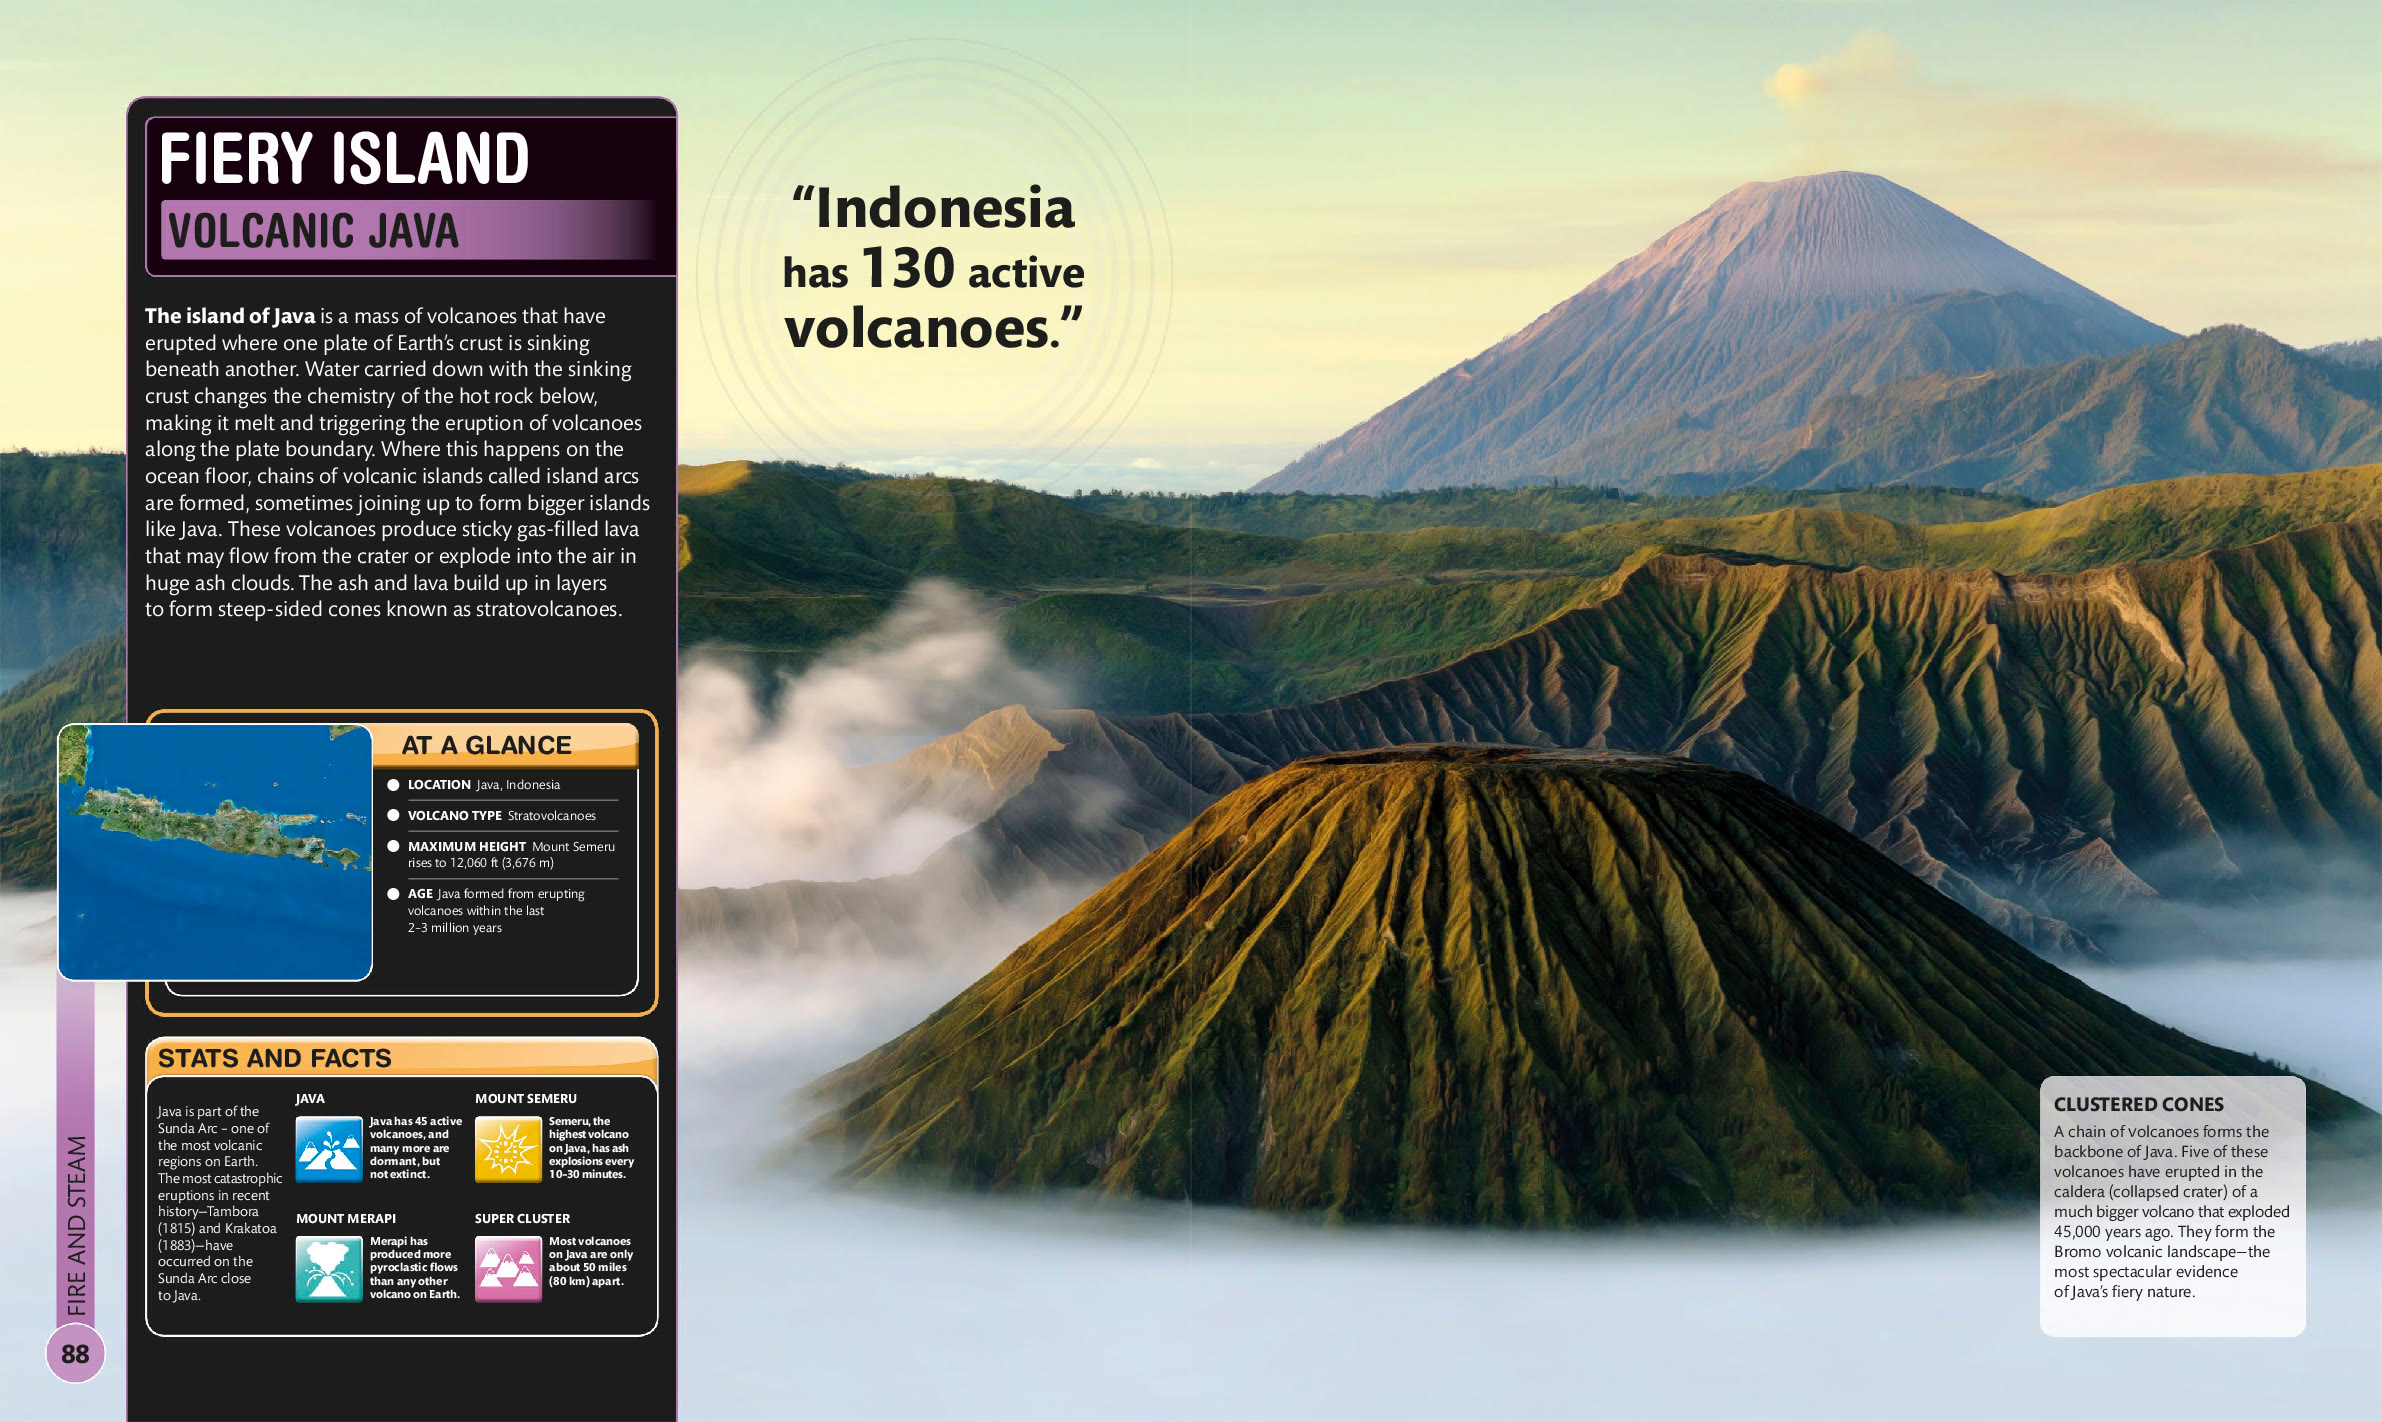 FIERY ISLAND
VOLCANIC JAVA
The island of Java is a mass of volcanoes that have
erupted where one plate of Earth’s crust is sinking
beneath another. Water carried down with the sinking
crust changes the chemistry of the hot rock below,
making it melt and triggering the eruption of volcanoes
along the plate boundary. Where this happens on the
ocean floor, chains of volcanic islands called island arcs
are formed, sometimes joining up to form bigger islands
like Java. These volcanoes produce sticky gas-filled lava
that may flow from the crater or explode into the air in
huge ash clouds. The ash and lava build up in layers
to form steep-sided cones known as stratovolcanoes.
“Indonesia
has 130 active
volcanoes.”
AT A GLANCE
LOCATION Java, Indonesia
VOLCANO TYPE Stratovolcanoes
MAXIMUM HEIGHT Mount Semeru
rises to 12,060 ft (3,676 m)
AGE Java formed from erupting
volcanoes within the last
2–3 million years
STATS AND FACTS
Java is part of the
Sunda Arc – one of
the most volcanic
regions on Earth.
The most catastrophic
eruptions in recent
history—Tambora
(1815) and Krakatoa
(1883)—have
occurred on the
Sunda Arc close
to Java.
JAVA
Java has 45 active
volcanoes, and
many more are
dormant, but
not extinct.
MOUNT SEMERU
Semeru, the
highest volcano
on Java, has ash
explosions every
10–30 minutes.
MOUNT MERAPI
Merapi has
produced more
pyroclastic flows
than any other
volcano on Earth.
SUPER CLUSTER
Most volcanoes
on Java are only
about 50 miles
(80 km) apart.
CLUSTERED CONES
A chain of volcanoes forms the
backbone of Java. Five of these
volcanoes have erupted in the
caldera (collapsed crater) of a
much bigger volcano that exploded
45,000 years ago. They form the
Bromo volcanic landscape—the
most spectacular evidence
of Java’s fiery nature.
FIRE AND STEAM
88